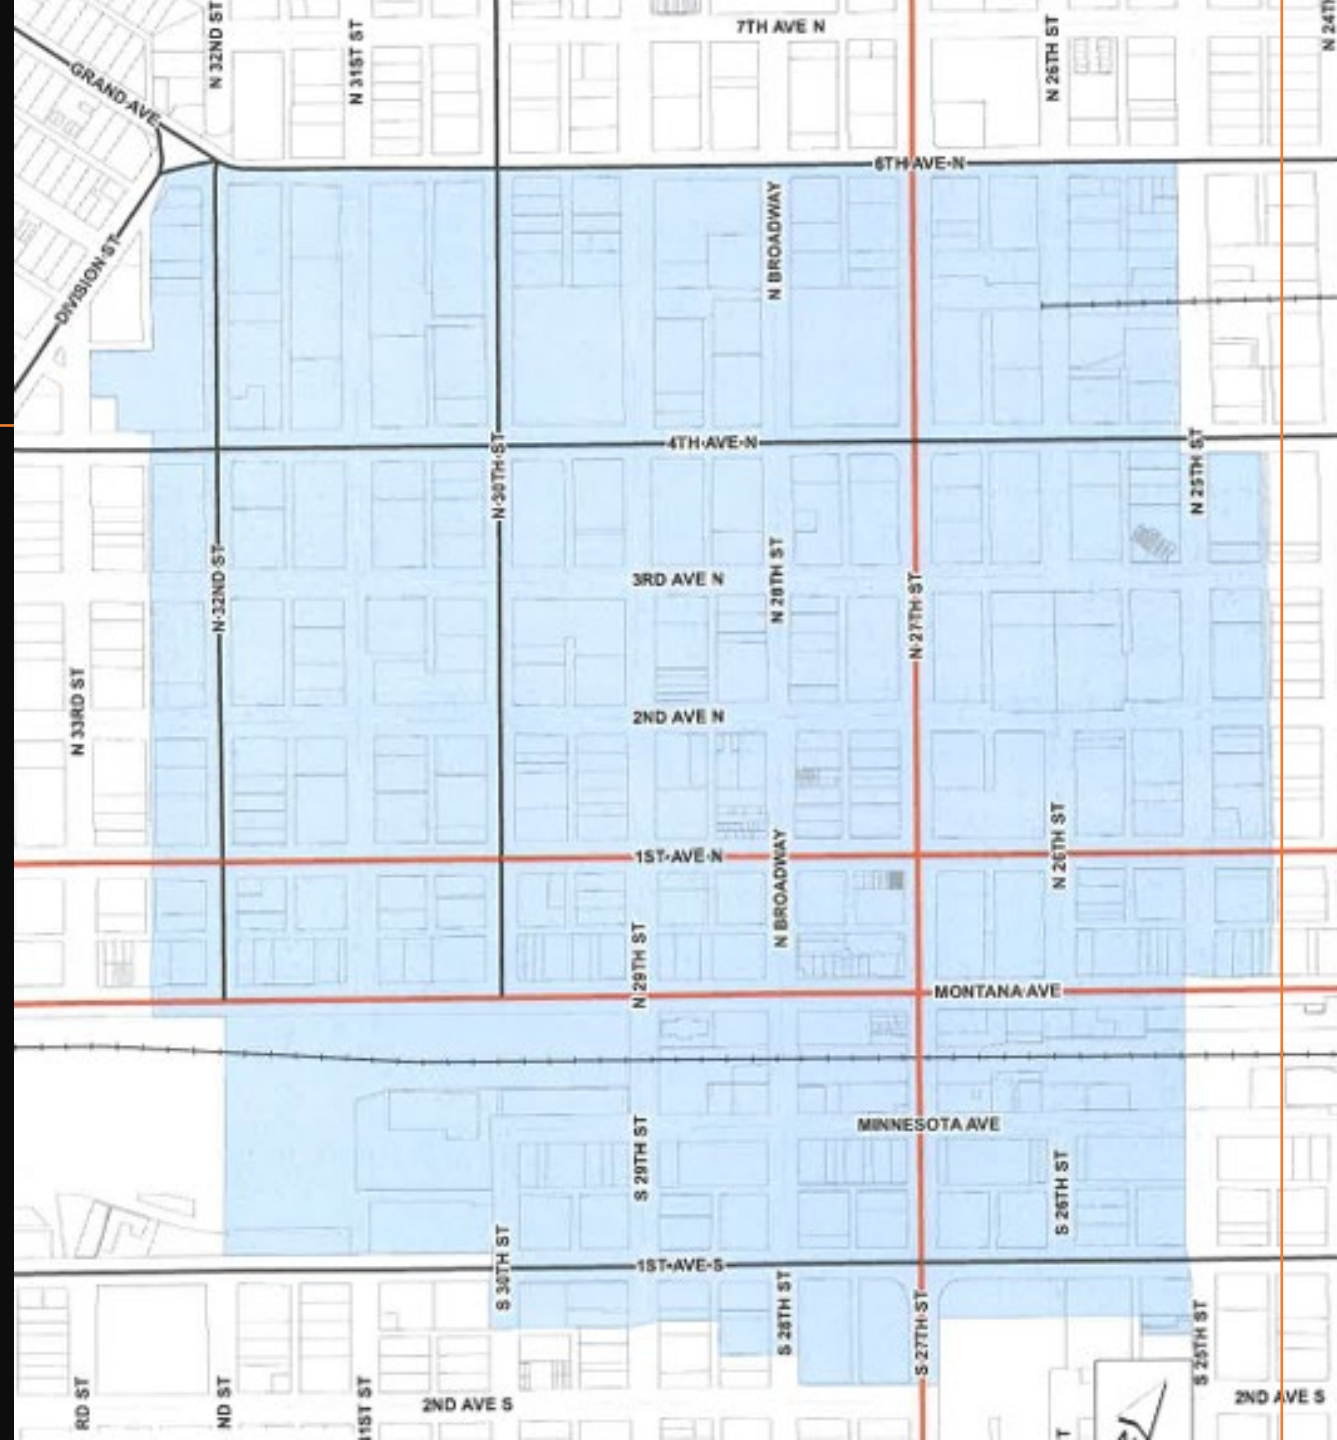 7TH AVE N
N 32ND ST
N 31ST ST
N 26TH ST
GRAND AVE
6TH AVE N
N BROADWAY
DIVISION ST
4TH AVE N
N 30TH ST
N 25TH ST
N 32ND ST
3RD AVE N
N 28TH ST
N 27TH ST
N 33RD ST
2ND AVE N
1ST AVE N
N 26TH ST
N BROADWAY
N 29TH ST
MONTANA AVE
MINNESOTA AVE
S 29TH ST
S 26TH ST
S 30TH ST
1ST AVE S
S 28TH ST
S 27TH ST
S 25TH ST
RD ST
ND ST
2ND AVE S
2ND AVE S